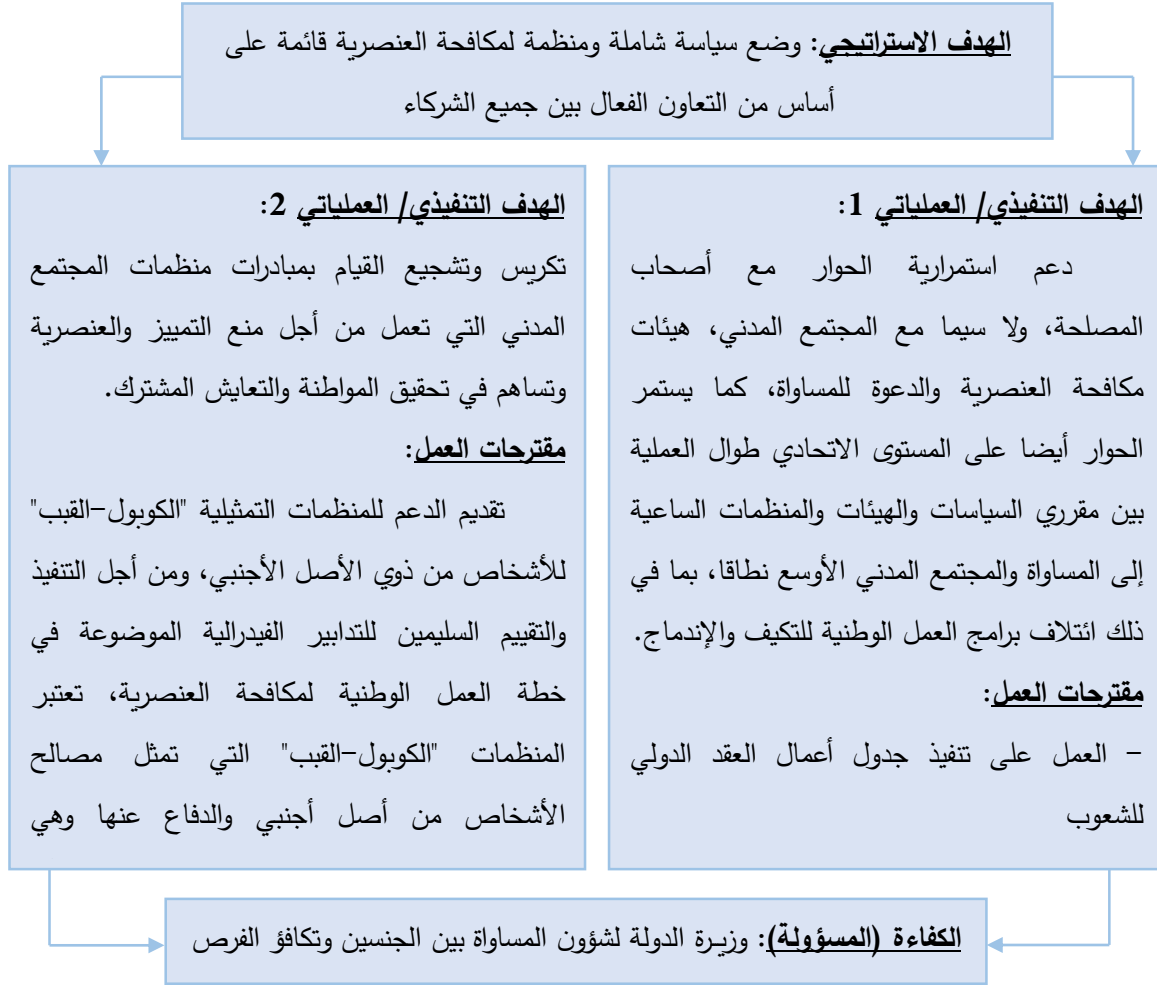 الهدف الاستراتيجي: وضع سياسة شاملة ومنظمة لمكافحة العنصرية قائمة على
أساس من التعاون الفعال بين جميع الشركاء
الهدف التنفيذي/ العملياتي 1:
دعم استمرارية الحوار مع أصحاب
المصلحة، ولا سيما مع المجتمع المدني، هيئات
مكافحة العنصرية والدعوة للمساواة، كما يستمر
الحوار أيضا على المستوى الاتحادي طوال العملية
بين مقرري السياسات والهيئات والمنظمات الساعية
إلى المساواة والمجتمع المدني الأوسع نطاقا، بما في
ذلك ائتلاف برامج العمل الوطنية للتكيف والإندماج.
مقترحات العمل:
– العمل على تنفيذ جدول أعمال العقد الدولي
للشعوب
الهدف التنفيذي/ العملياتي 2:
تكريس وتشجيع القيام بمبادرات منظمات المجتمع
المدني التي تعمل من أجل منع التمييز والعنصرية
وتساهم في تحقيق المواطنة والتعايش المشترك.
مقترحات العمل:
تقديم الدعم للمنظمات التمثيلية "الكوبول–القبب"
للأشخاص من ذوي الأصل الأجنبي، ومن أجل التنفيذ
والتقييم السليمين للتدابير الفيدرالية الموضوعة في
خطة العمل الوطنية لمكافحة العنصرية، تعتبر
المنظمات "الكوبول–القبب" التي تمثل مصالح
الأشخاص من أصل أجنبي والدفاع عنها وهي
الكفاءة (المسؤولة): وزيرة الدولة لشؤون المساواة بين الجنسين وتكافؤ الفرص